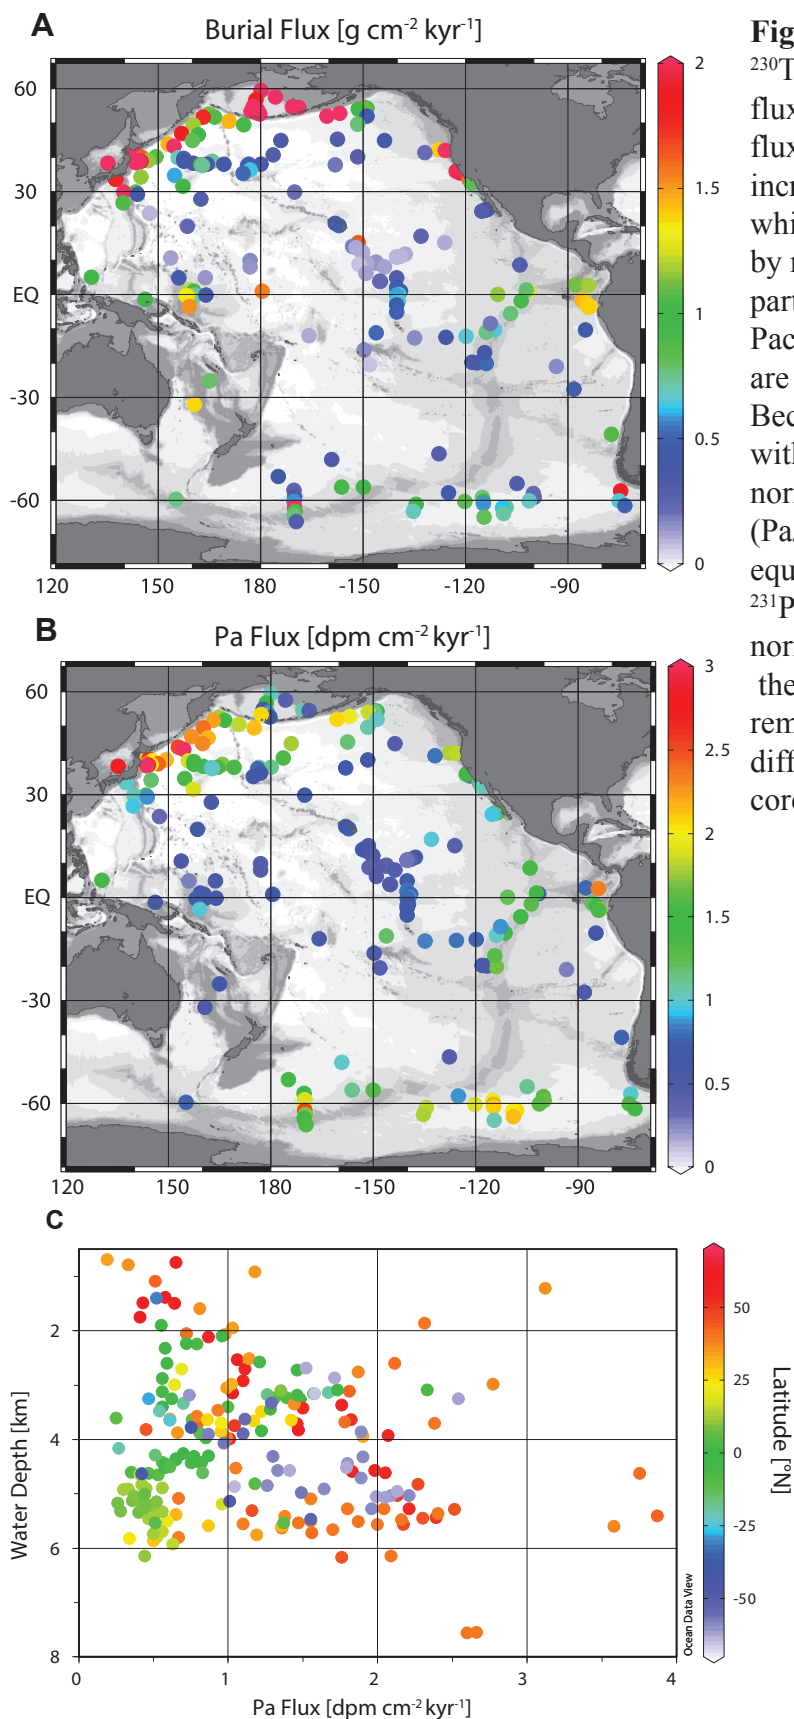 A
Burial Flux [g cm-2 kyr-1]
60
30
EQ
-30
-60
120 150 180 -150 -120 -90
2
1.5
1
0.5
0
B
Pa Flux [dpm cm-2 kyr-1]
60
30
EQ
-30
-60
120 150 180 -150 -120 -90
3
2.5
2
1.5
1
0.5
0
C
Water Depth [km]
2
4
6
8
0 1 2 3 4
Pa Flux [dpm cm-2 kyr-1]
Ocean Data View
50
25
0
-25
-50
Latitude [°N]
Fig
230T
flux
flux
incr
whi
by
part
Pac
are
Bec
with
norm
(Pa
equ
231P
norm
the
rem
diff
core